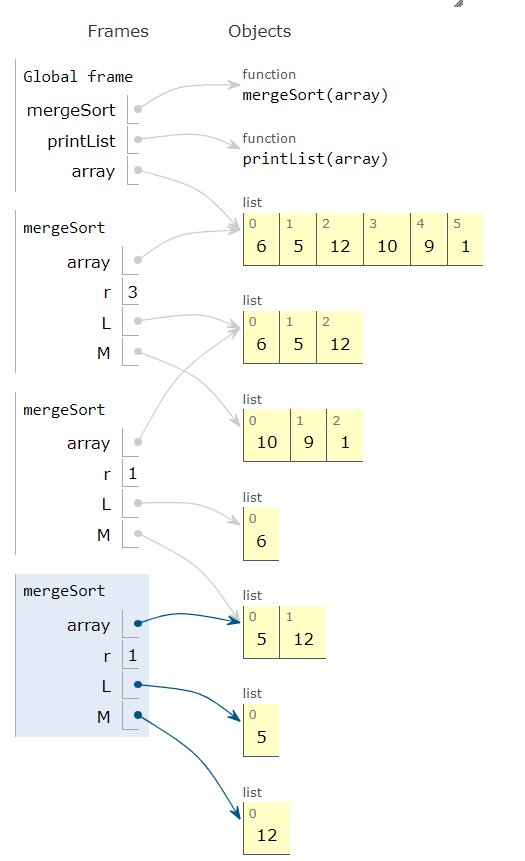 Frames Objects
Global frame
mergeSort
printList
array
function
mergeSort(array)
function
printList(array)
list
0 1 2 3 4 5
6 5 12 10 9 1
mergeSort
array
r 3
L
M
list
0 1 2
6 5 12
list
0 1 2
10 9 1
mergeSort
array
r 1
L
M
list
0
6
list
0 1
5 12
mergeSort
array
r 1
L
M
list
0
5
list
0
12